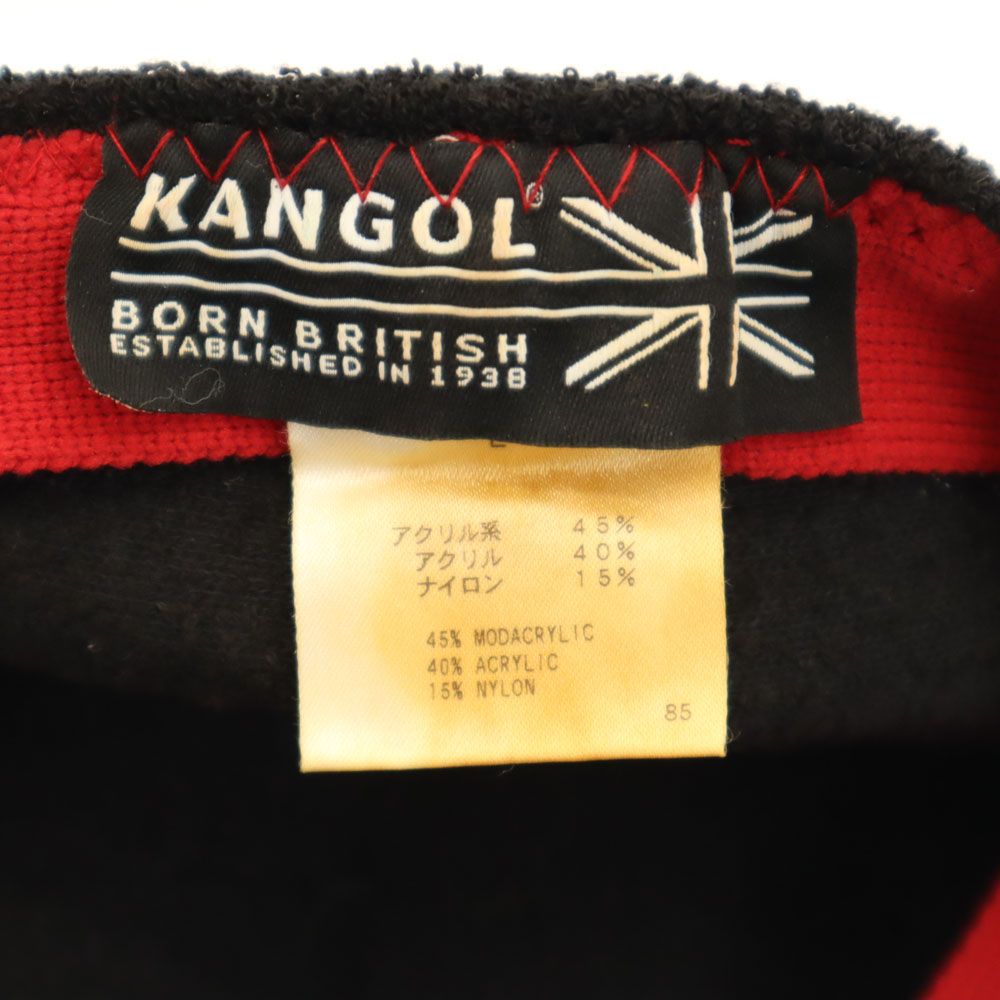 KANGOL®
BORN BRITISH
ESTABLISHED IN 1938
アクリル系 45%
アクリル 40%
ナイロン 15%
45% MODACRYLIC
40% ACRYLIC
15% NYLON
85